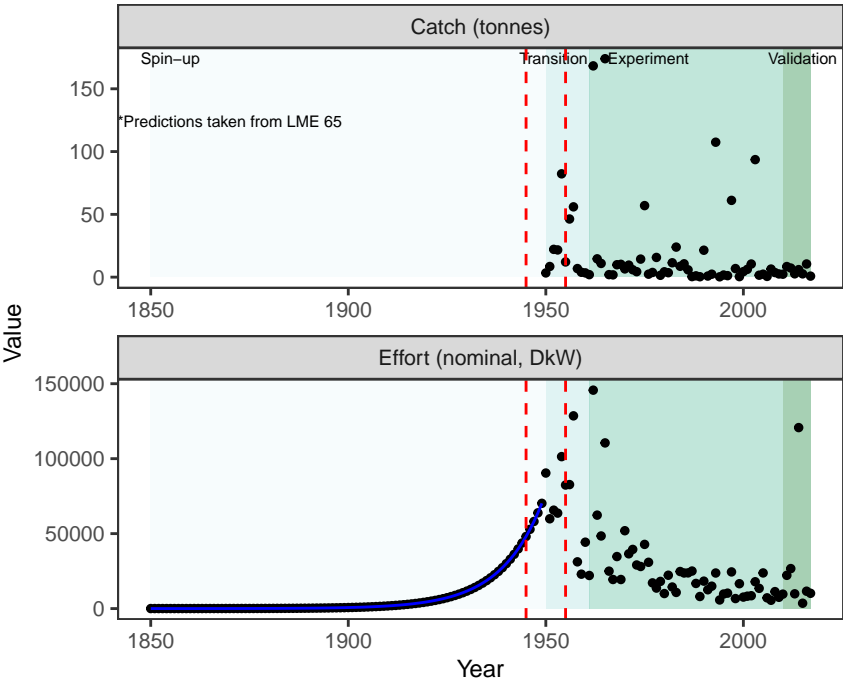 Catch (tonnes)
Spin−up Transition Experiment Validation
*Predictions taken from LME 65
150
100
50
0
1850 1900 1950 2000
Value
Effort (nominal, DkW)
150000
100000
50000
0
1850 1900 1950 2000
Year